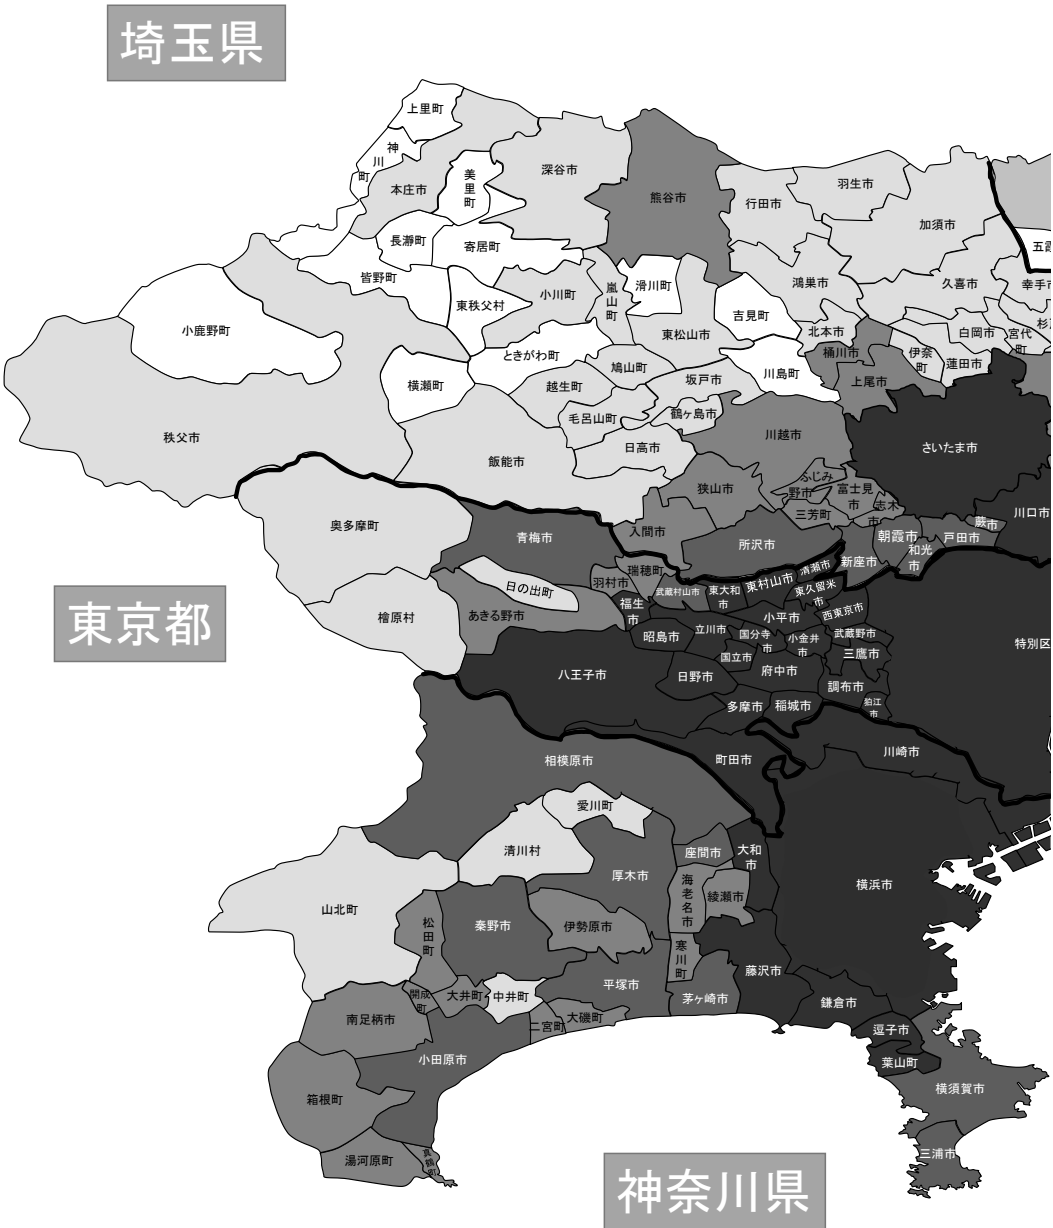 埼玉県
上里町
神川町
本庄市
美里町
深谷市
熊谷市
行田市
羽生市
加須市
五霞
長瀞町
寄居町
皆野町
東秩父村
小川町
嵐山町
滑川町
吉見町
鴻巣市
久喜市
幸手市
小鹿野町
東松山市
北本市
白岡市
宮代町
杉戸
ときがわ町
鳩山町
川島町
桶川市
伊奈町
蓮田市
横瀬町
越生町
坂戸市
上尾市
毛呂山町
鶴ヶ島市
秩父市
飯能市
日高市
川越市
さいたま市
狭山市
ふじみ野市
富士見市
志木市
三芳町
川口市
蕨市
戸田市
朝霞市
和光市
新座市
入間市
所沢市
東京都
奥多摩町
青梅市
檜原村
日の出町
あきる野市
羽村市
瑞穂町
福生市
武蔵村山市
東大和市
東村山市
清瀬市
東久留米市
西東京市
小平市
昭島市
立川市
国分寺市
小金井市
武蔵野市
三鷹市
国立市
府中市
調布市
狛江市
特別区
八王子市
日野市
多摩市
稲城市
町田市
川崎市
相模原市
愛川町
清川村
厚木市
座間市
大和市
海老名市
綾瀬市
横浜市
山北町
松田町
秦野市
伊勢原市
寒川町
藤沢市
開成町
大井町
中井町
平塚市
茅ヶ崎市
鎌倉市
南足柄市
二宮町
大磯町
逗子市
葉山町
小田原市
箱根町
横須賀市
湯河原町
真鶴町
三浦市
神奈川県